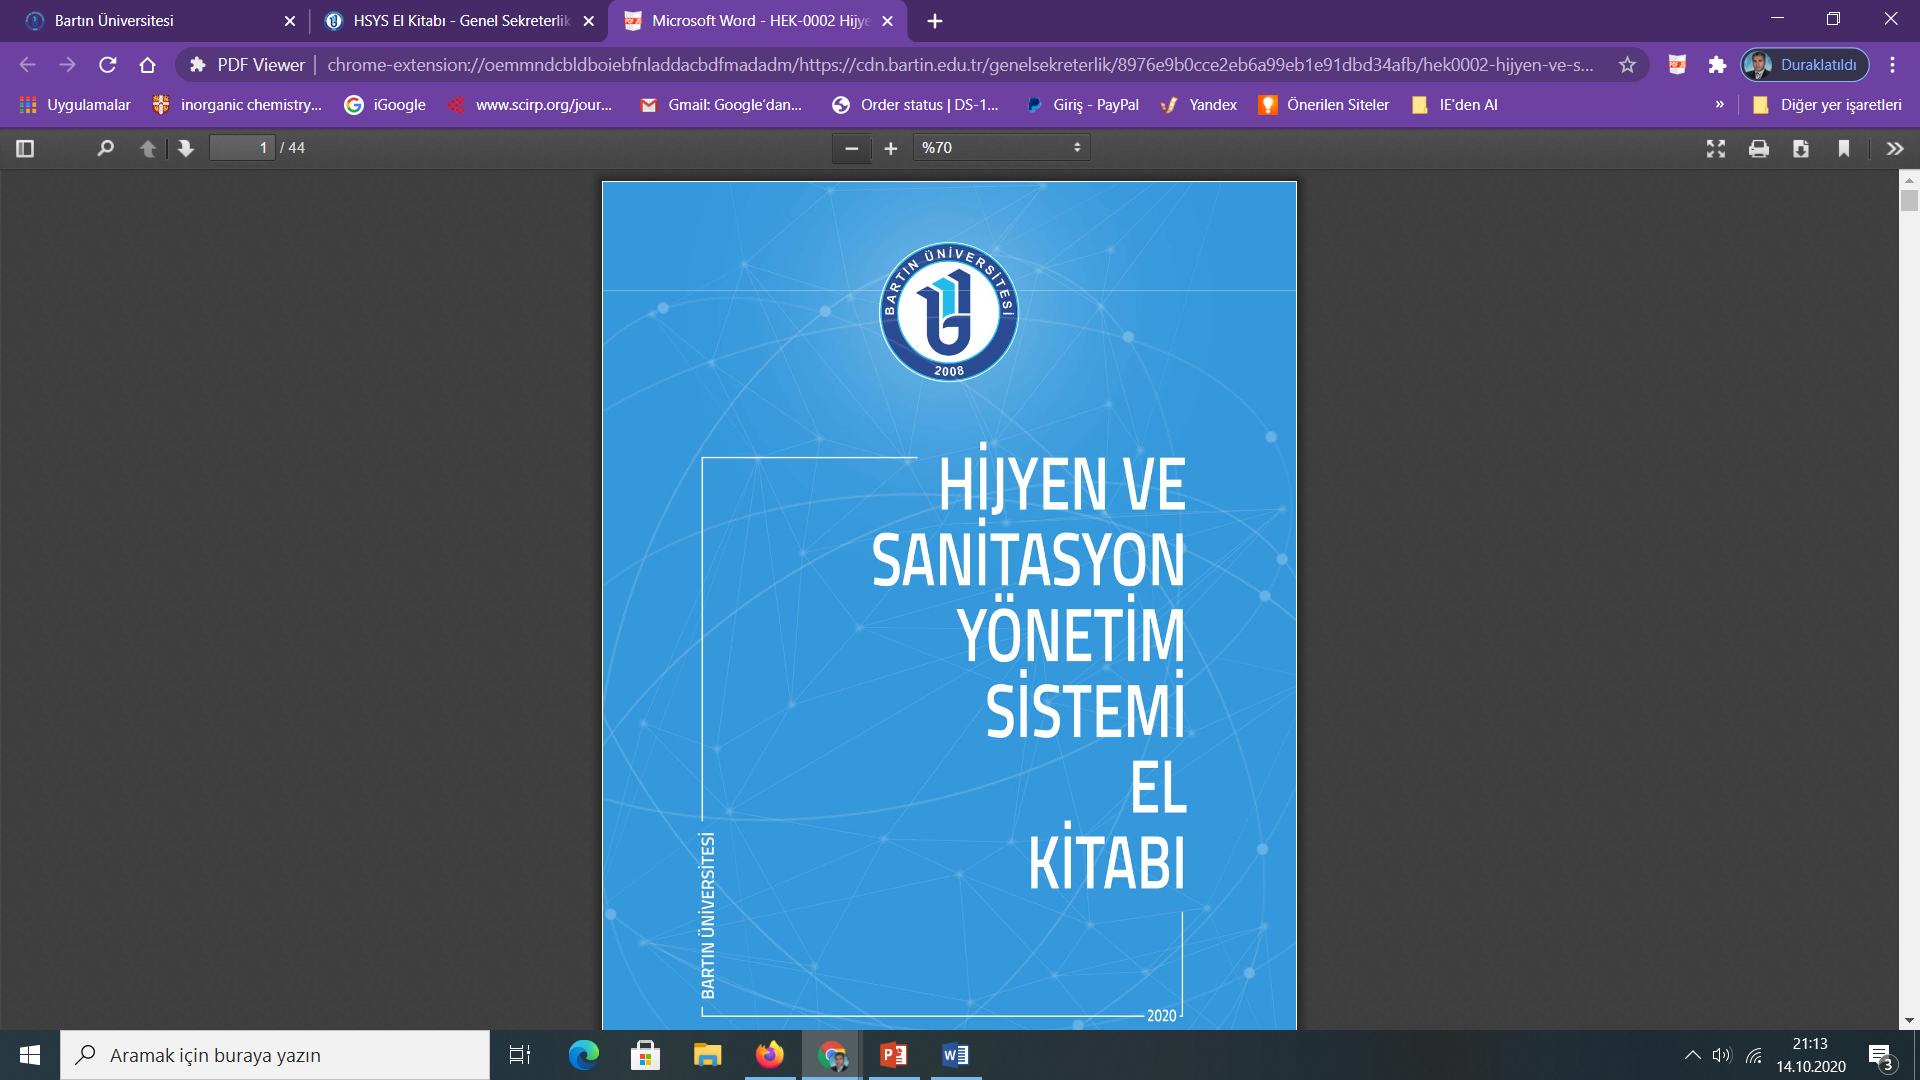 Bartın Üniversitesi
HSYS El Kitabı - Genel Sekreterlik
Microsoft Word - HEK-0002 Hijye
PDF Viewer
chrome-extension://oemmndcbldboiebfnladdacbdfmadadm/https://cdn.bartin.edu.tr/genelsekreterlik/8976e9b0cce2eb6a99eb1e91dbd34afb/hek0002-hijyen-ve-s...
Duraklatıldı
Uygulamalar
inorganic chemistry...
iGoogle
www.scirp.org/jour...
Gmail: Google'dan...
Order status | DS-1...
Giriş - PayPal
Yandex
Önerilen Siteler
IE'den Al
»
Diğer yer işaretleri
1 / 44
%70
BARTIN ÜNİVERSİTESİ
2008
HİJYEN VE
SANİTASYON
YÖNETİM
SİSTEMİ
EL
KİTABI
BARTIN ÜNİVERSİTESİ
2020
Aramak için buraya yazın
21:13
14.10.2020
3